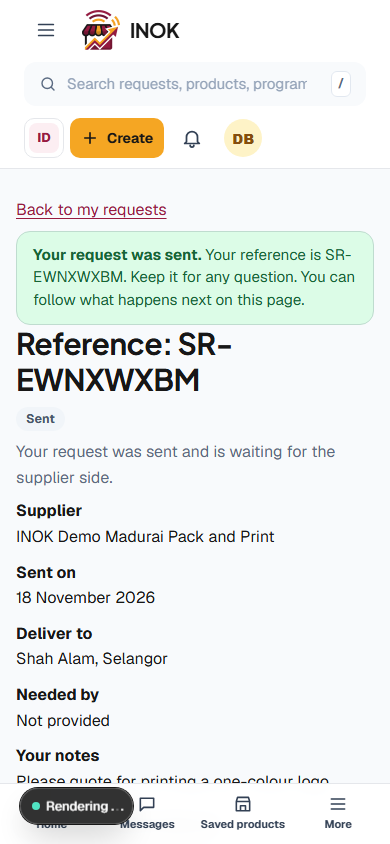 INOK
Search requests, products, program
/
ID
+ Create
DB
Back to my requests
Your request was sent. Your reference is SR-
EWNXWXBM. Keep it for any question. You can
follow what happens next on this page.
Reference: SR-
EWNXWXBM
Sent
Your request was sent and is waiting for the
supplier side.
Supplier
INOK Demo Madurai Pack and Print
Sent on
18 November 2026
Deliver to
Shah Alam, Selangor
Needed by
Not provided
Your notes
Please quote for printing a one-colour logo
Rendering ...
Home
Messages
Saved products
More